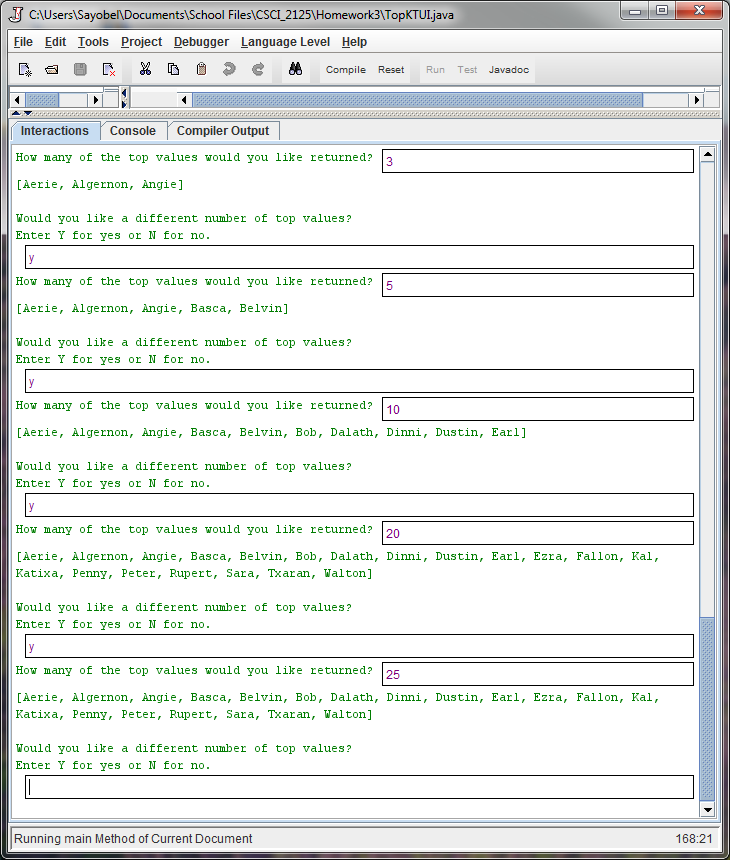 C:\Users\Sayobel\Documents\School Files\CSCI_2125\Homework3\TopKTUI.java
File Edit Tools Project Debugger Language Level Help
Compile Reset Run Test Javadoc
Interactions Console Compiler Output
How many of the top values would you like returned? 3
[Aerie, Algernon, Angie]
Would you like a different number of top values?
Enter Y for yes or N for no.
y
How many of the top values would you like returned? 5
[Aerie, Algernon, Angie, Basca, Belvin]
Would you like a different number of top values?
Enter Y for yes or N for no.
y
How many of the top values would you like returned? 10
[Aerie, Algernon, Angie, Basca, Belvin, Bob, Dalath, Dinni, Dustin, Earl]
Would you like a different number of top values?
Enter Y for yes or N for no.
y
How many of the top values would you like returned? 20
[Aerie, Algernon, Angie, Basca, Belvin, Bob, Dalath, Dinni, Dustin, Earl, Ezra, Fallon, Kal,
Katixa, Penny, Peter, Rupert, Sara, Txaran, Walton]
Would you like a different number of top values?
Enter Y for yes or N for no.
y
How many of the top values would you like returned? 25
[Aerie, Algernon, Angie, Basca, Belvin, Bob, Dalath, Dinni, Dustin, Earl, Ezra, Fallon, Kal,
Katixa, Penny, Peter, Rupert, Sara, Txaran, Walton]
Would you like a different number of top values?
Enter Y for yes or N for no.
Running main Method of Current Document 168:21